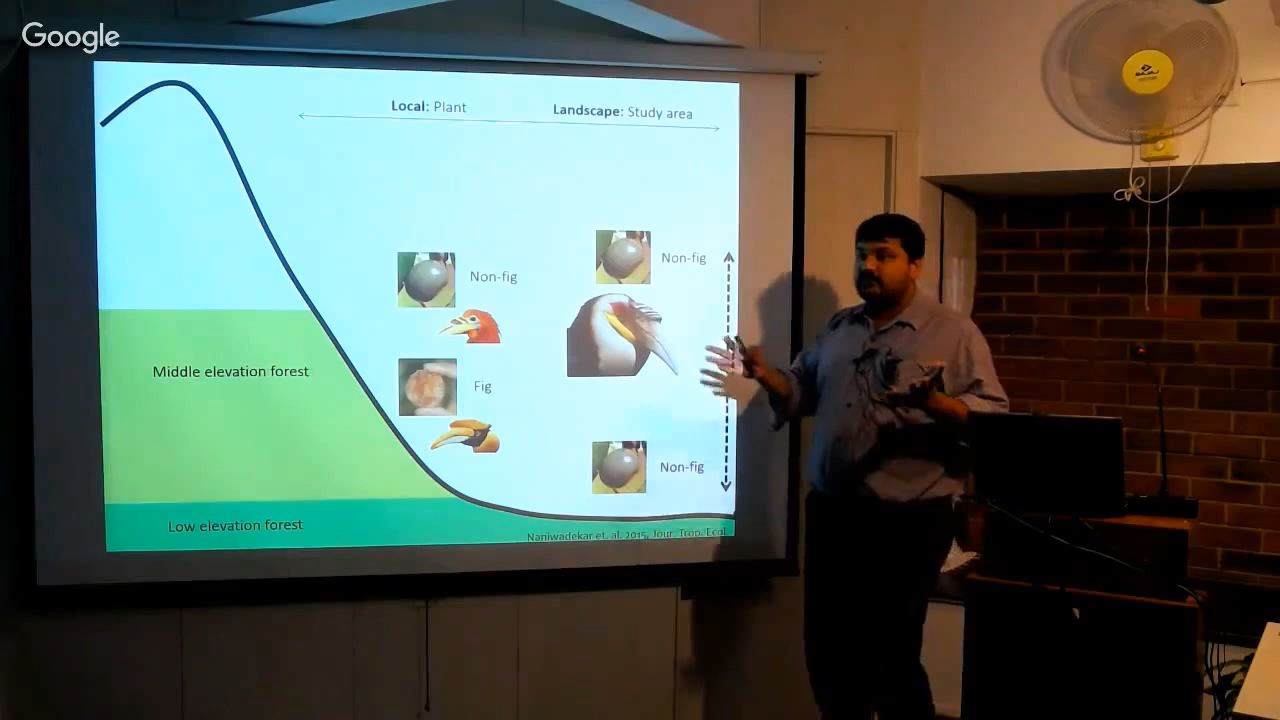 Google
Local: Plant
Landscape: Study area
Non-fig
Non-fig
Fig
Non-fig
Middle elevation forest
Low elevation forest
Naniwadekar et. al. 2015, Jour. Trop. Ecol
BAJAJ